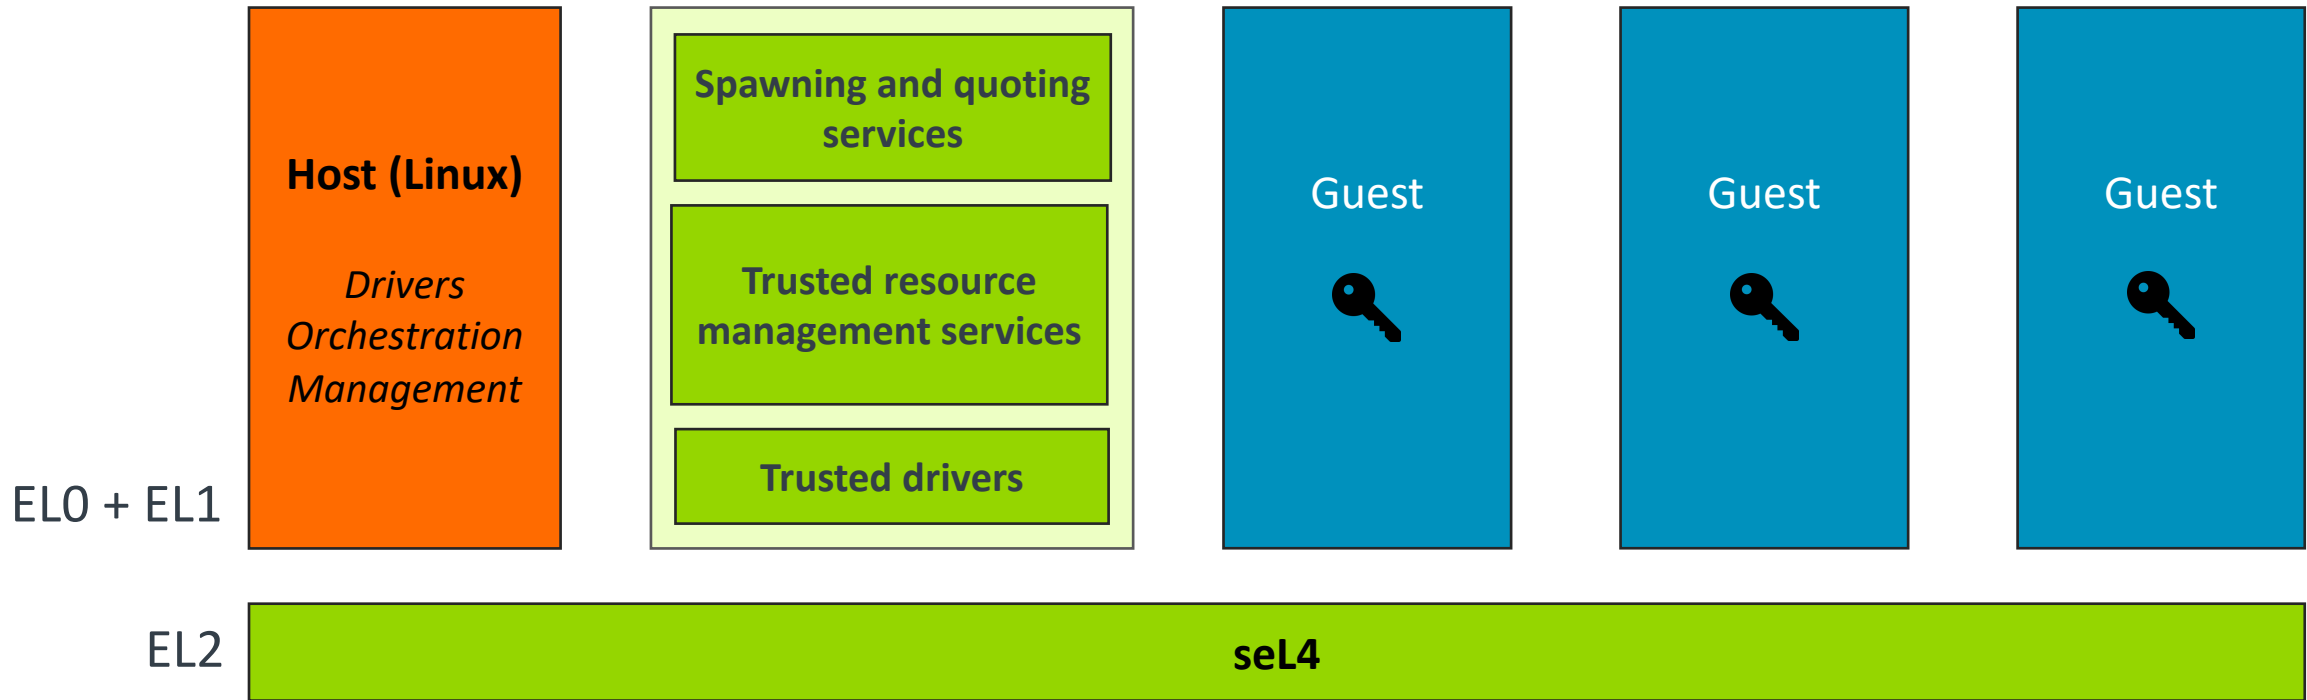 Host (Linux)
Drivers
Orchestration
Management
Spawning and quoting
services
Trusted resource
management services
Trusted drivers
Guest
Guest
Guest
EL0 + EL1
EL2
seL4